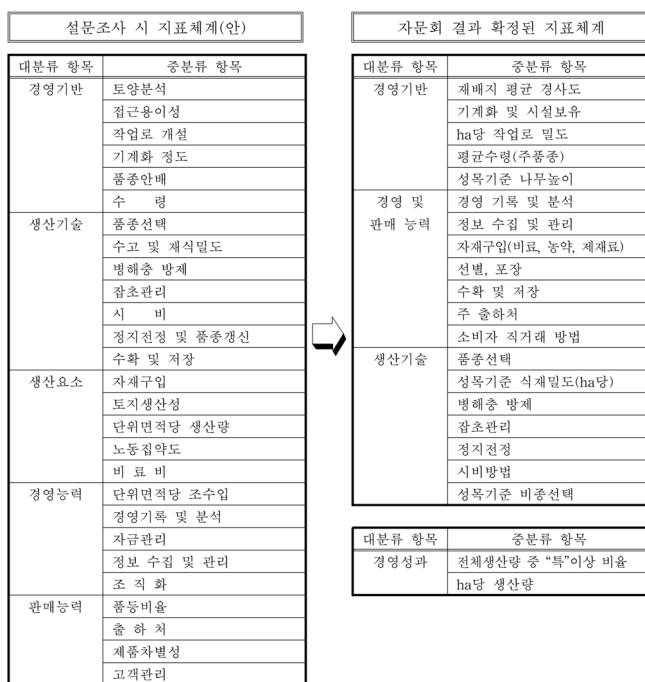 설문조사 시 지표체계(안)
대분류 항목 중분류 항목
경영기반 토양분석
접근용이성
작업로 개설
기계화 정도
품종안배
수 령
생산기술 품종선택
수고 및 재식밀도
병해충 방제
잡초관리
시 비
정지전정 및 품종갱신
수확 및 저장
생산요소 자재구입
토지생산성
단위면적당 생산량
노동집약도
비 료 비
경영능력 단위면적당 조수입
경영기록 및 분석
자금관리
정보 수집 및 관리
조 직 화
판매능력 품등비율
출 하 처
제품차별성
고객관리
자문회 결과 확정된 지표체계
대분류 항목 중분류 항목
경영기반 재배지 평균 경사도
기계화 및 시설보유
ha당 작업로 밀도
평균수령(주품종)
성목기준 나무높이
경영 및 경영 기록 및 분석
판매 능력 정보 수집 및 관리
자재구입(비료, 농약, 제재료)
선별, 포장
수확 및 저장
주 출하처
소비자 직거래 방법
생산기술 품종선택
성목기준 식재밀도(ha당)
병해충 방제
잡초관리
정지전정
시비방법
성목기준 비종선택
대분류 항목 중분류 항목
경영성과 전체생산량 중 “특”이상 비율
ha당 생산량